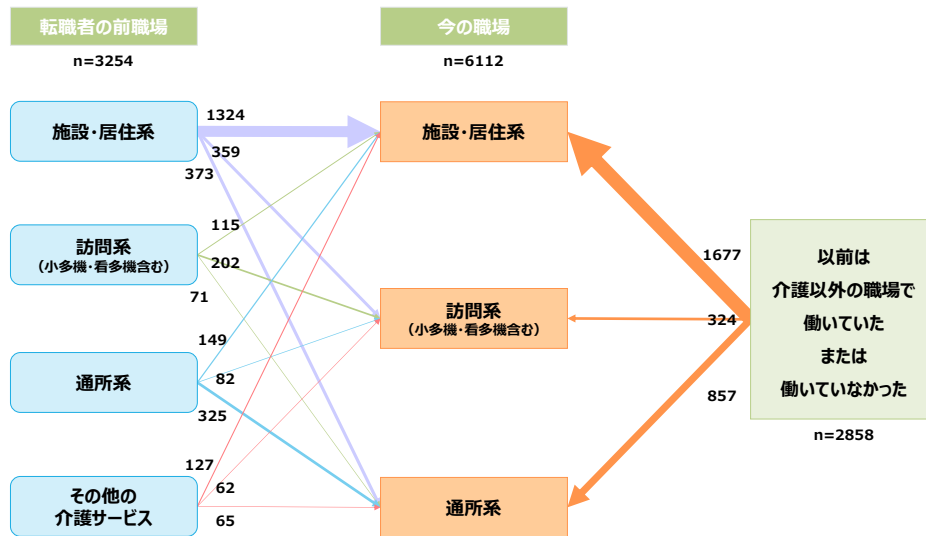 転職者の前職場
今の職場
n=3254
n=6112
施設・居住系
1324
359
373
施設・居住系
訪問系
（小多機・看多機含む）
115
202
71
1677
324
857
以前は
介護以外の職場で
働いていた
または
働いていなかった
n=2858
訪問系
（小多機・看多機含む）
通所系
149
82
325
その他の
介護サービス
127
62
65
通所系